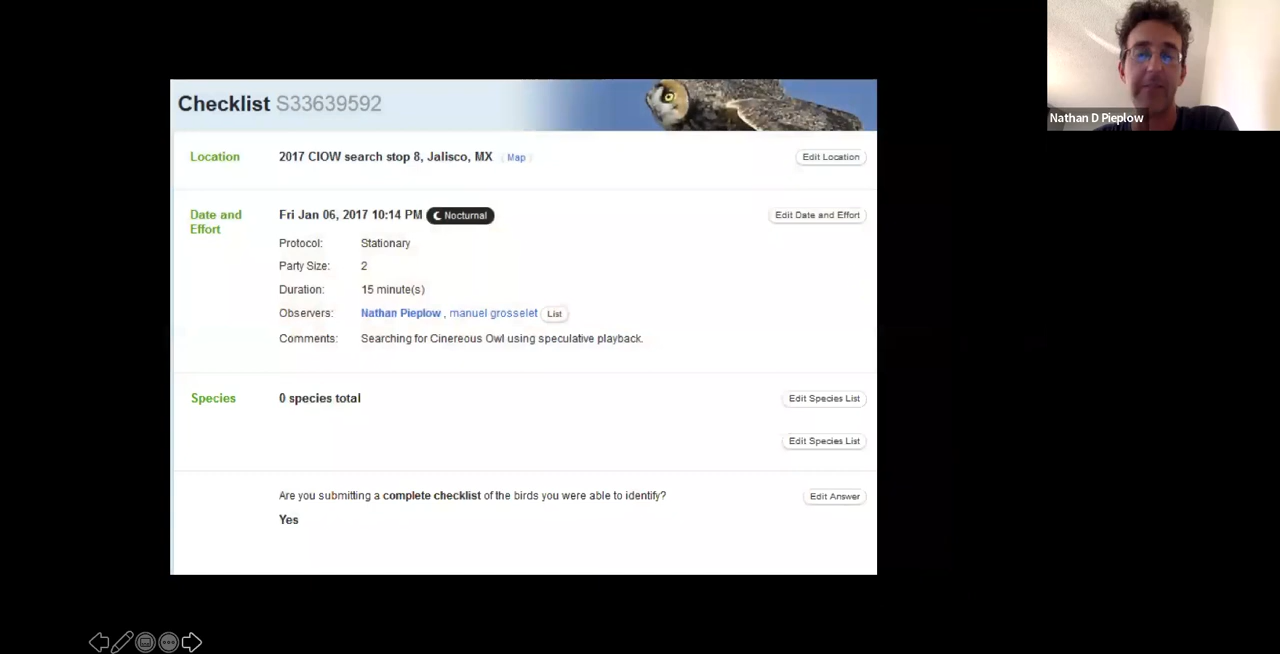 Checklist S33639592
Location
2017 CIOW search stop 8, Jalisco, MX
Map
Edit Location
Date and
Effort
Fri Jan 06, 2017 10:14 PM
Nocturnal
Edit Date and Effort
Protocol: Stationary
Party Size: 2
Duration: 15 minute(s)
Observers: Nathan Pieplow , manuel grosselet List
Comments: Searching for Cinereous Owl using speculative playback.
Species
0 species total
Edit Species List
Edit Species List
Are you submitting a complete checklist of the birds you were able to identify?
Edit Answer
Yes
Nathan D Pieplow